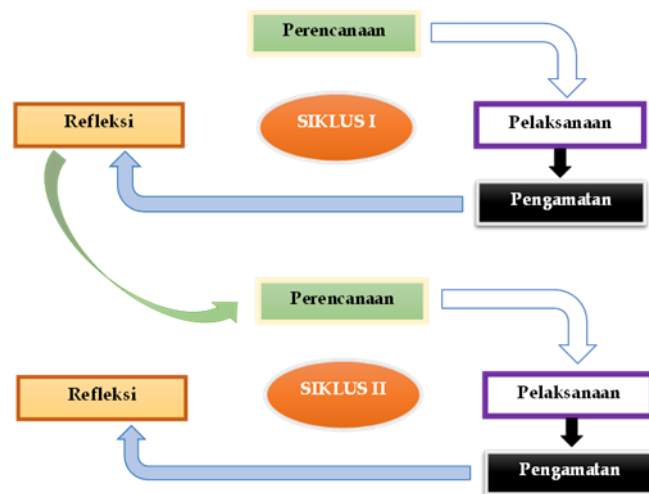 Perencanaan
Refleksi
SIKLUS I
Pelaksanaan
Pengamatan
Perencanaan
Refleksi
SIKLUS II
Pelaksanaan
Pengamatan